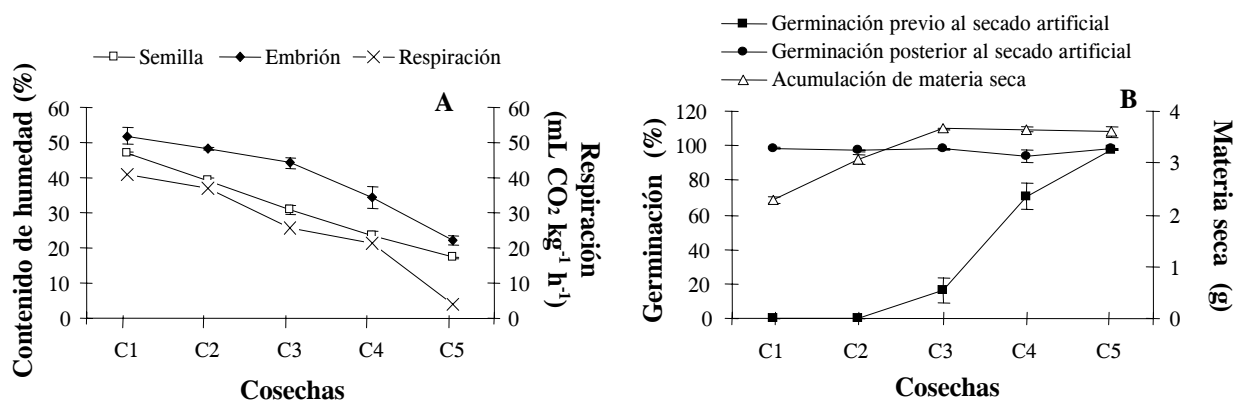 Semilla
Embrión
Respiración
A
Contenido de humedad (%)
60
50
40
30
20
10
0
60
50
40
30
20
10
0
Respiración
(mL CO₂ kg⁻¹ h⁻¹)
C1 C2 C3 C4 C5
Cosechas
Germinación previo al secado artificial
Germinación posterior al secado artificial
Acumulación de materia seca
B
Germinación (%)
120
100
80
60
40
20
0
4
3
2
1
0
Materia seca (g)
C1 C2 C3 C4 C5
Cosechas